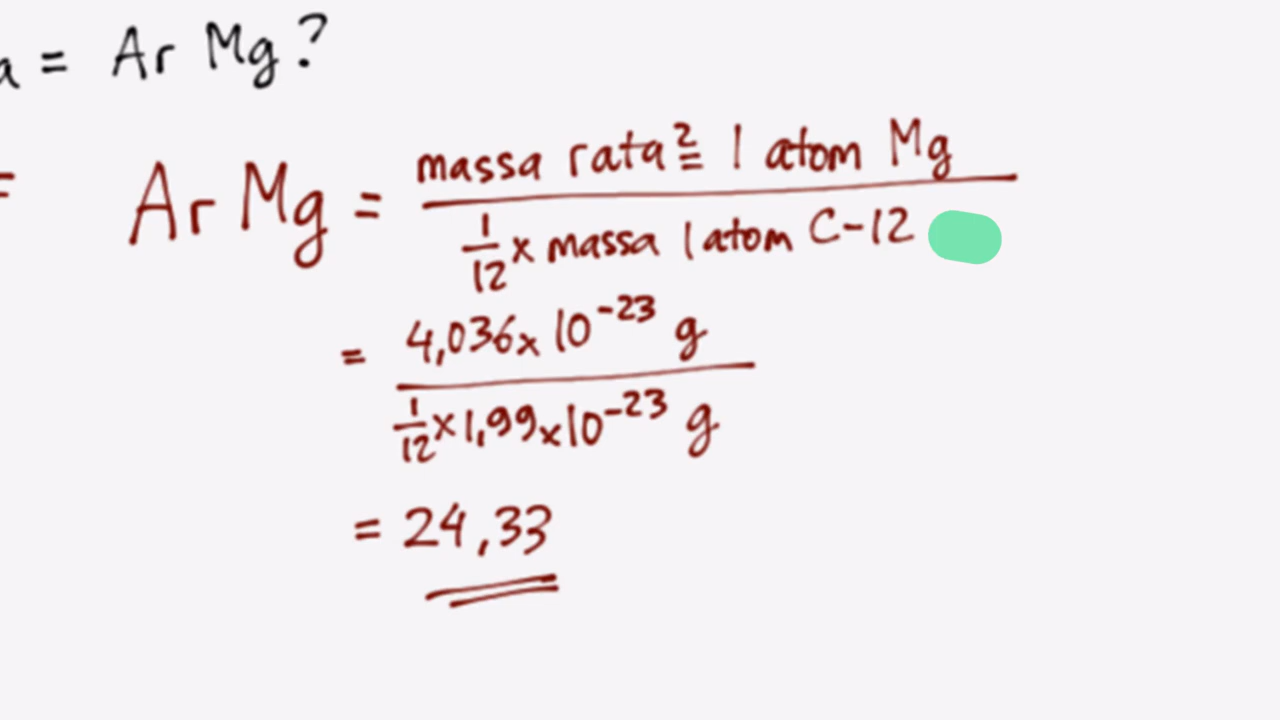 a = Ar Mg?
= Ar Mg = massa rata² = 1 atom Mg
1/12 x massa 1 atom C-12
= 4,036 x 10⁻²³ g
1/12 x 1,99 x 10⁻²³ g
= 24,33